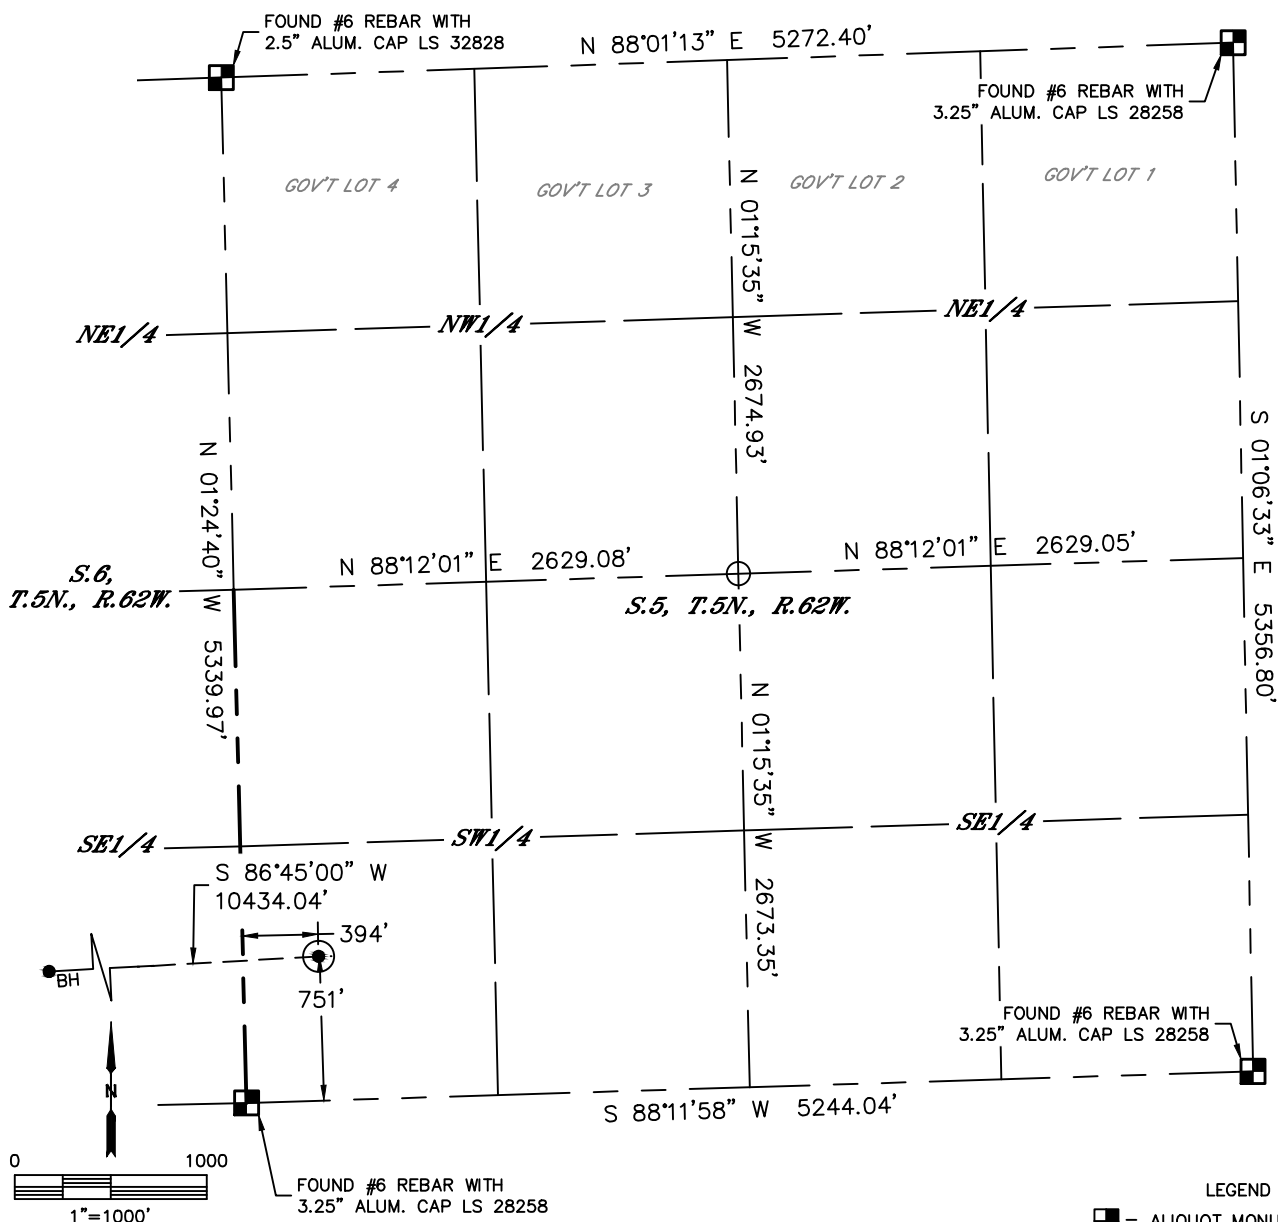 FOUND #6 REBAR WITH
2.5" ALUM. CAP LS 32828
N 88°01'13" E 5272.40'
FOUND #6 REBAR WITH
3.25" ALUM. CAP LS 28258
GOV'T LOT 4
GOV'T LOT 3
GOV'T LOT 2
GOV'T LOT 1
N 01°15'35" W 2674.93'
NE1/4
NW1/4
NE1/4
N 01°24'40" W 5339.97'
S 01°06'33" E 5356.80'
N 88°12'01" E 2629.08'
N 88°12'01" E 2629.05'
S.6,
T.5N., R.62W.
S.5, T.5N., R.62W.
N 01°15'35" W 2673.35'
SE1/4
SW1/4
SE1/4
S 86°45'00" W
10434.04'
394'
BH
751'
FOUND #6 REBAR WITH
3.25" ALUM. CAP LS 28258
N
S 88°11'58" W 5244.04'
0 1000
1"=1000'
FOUND #6 REBAR WITH
3.25" ALUM. CAP LS 28258
LEGEND
= ALIQUOT